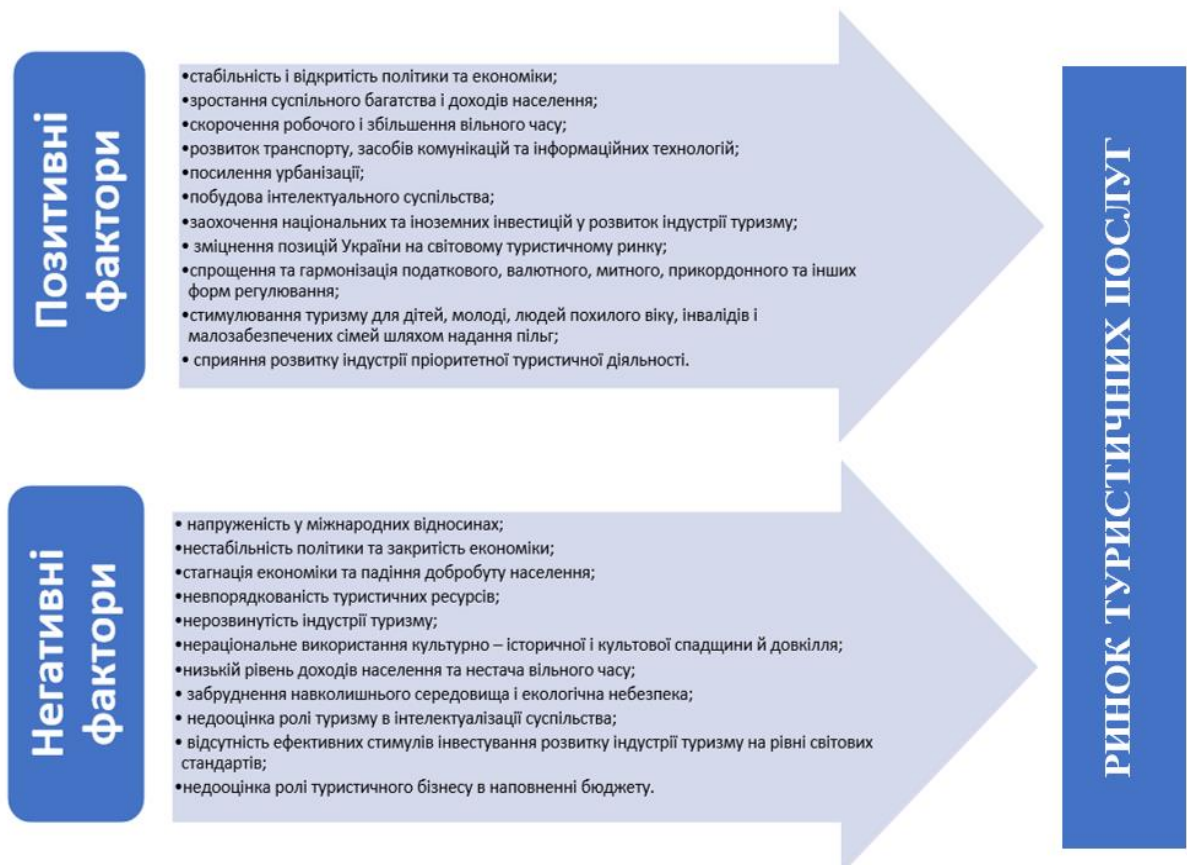 Позитивні
фактори
•стабільність і відкритість політики та економіки;
•зростання суспільного багатства і доходів населення;
•скорочення робочого і збільшення вільного часу;
•розвиток транспорту, засобів комунікацій та інформаційних технологій;
•посилення урбанізації;
•побудова інтелектуального суспільства;
•заохочення національних та іноземних інвестицій у розвиток індустрії туризму;
• зміцнення позицій України на світовому туристичному ринку;
•спрощення та гармонізація податкового, валютного, митного, прикордонного та інших
форм регулювання;
•стимулювання туризму для дітей, молоді, людей похилого віку, інвалідів і
малозабезпечених сімей шляхом надання пільг;
• сприяння розвитку індустрії пріоритетної туристичної діяльності.
Негативні
фактори
• напруженість у міжнародних відносинах;
•нестабільність політики та закритість економіки;
•стагнація економіки та падіння добробуту населення;
•невпорядкованість туристичних ресурсів;
•нерозвинутість індустрії туризму;
•нераціональне використання культурно – історичної і культової спадщини й довкілля;
•низькій рівень доходів населення та нестача вільного часу;
• забруднення навколишнього середовища і екологічна небезпека;
• недооцінка ролі туризму в інтелектуалізації суспільства;
• відсутність ефективних стимулів інвестування розвитку індустрії туризму на рівні світових
стандартів;
•недооцінка ролі туристичного бізнесу в наповненні бюджету.
РИНОК ТУРИСТИЧНИХ ПОСЛУГ